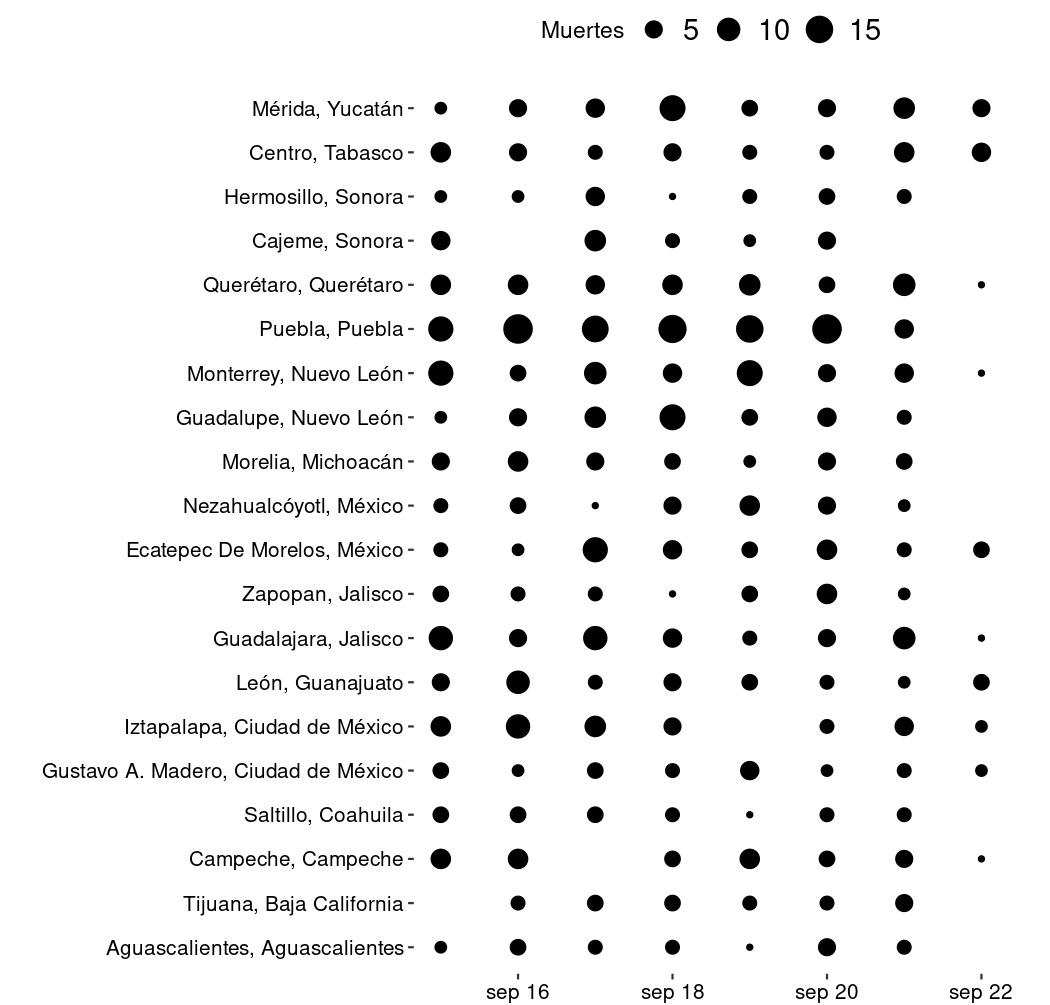 Muertes 5 10 15
Mérida, Yucatán
Centro, Tabasco
Hermosillo, Sonora
Cajeme, Sonora
Querétaro, Querétaro
Puebla, Puebla
Monterrey, Nuevo León
Guadalupe, Nuevo León
Morelia, Michoacán
Nezahualcóyotl, México
Ecatepec De Morelos, México
Zapopan, Jalisco
Guadalajara, Jalisco
León, Guanajuato
Iztapalapa, Ciudad de México
Gustavo A. Madero, Ciudad de México
Saltillo, Coahuila
Campeche, Campeche
Tijuana, Baja California
Aguascalientes, Aguascalientes
sep 16 sep 18 sep 20 sep 22